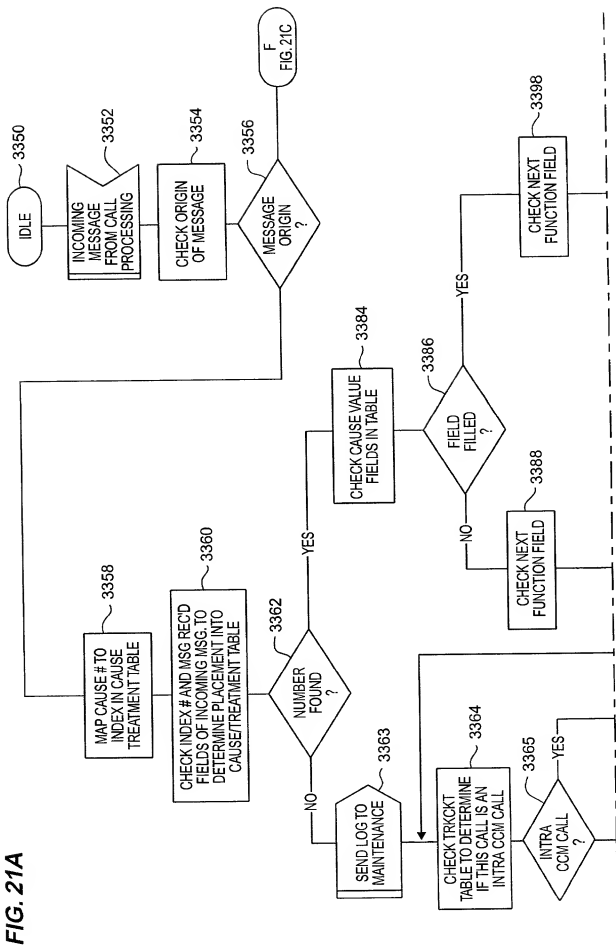 FIG. 21A
IDLE
3350
INCOMING
MESSAGE
FROM CALL
PROCESSING
3352
CHECK ORIGIN
OF MESSAGE
3354
MESSAGE
ORIGIN
?
3356
F
FIG. 21C
MAP CAUSE # TO
INDEX IN CAUSE
TREATMENT TABLE
3358
CHECK INDEX # AND MSG REC'D
FIELDS OF INCOMING MSG. TO
DETERMINE PLACEMENT INTO
CAUSE/TREATMENT TABLE
3360
NUMBER
FOUND
?
3362
NO
YES
SEND LOG TO
MAINTENANCE
3363
CHECK TRKCKT
TABLE TO DETERMINE
IF THIS CALL IS AN
INTRA CCM CALL
3364
INTRA
CCM CALL
?
3365
YES
CHECK CAUSE VALUE
FIELDS IN TABLE
3384
FIELD
FILLED
?
3386
NO
YES
CHECK NEXT
FUNCTION FIELD
3388
CHECK NEXT
FUNCTION FIELD
3398